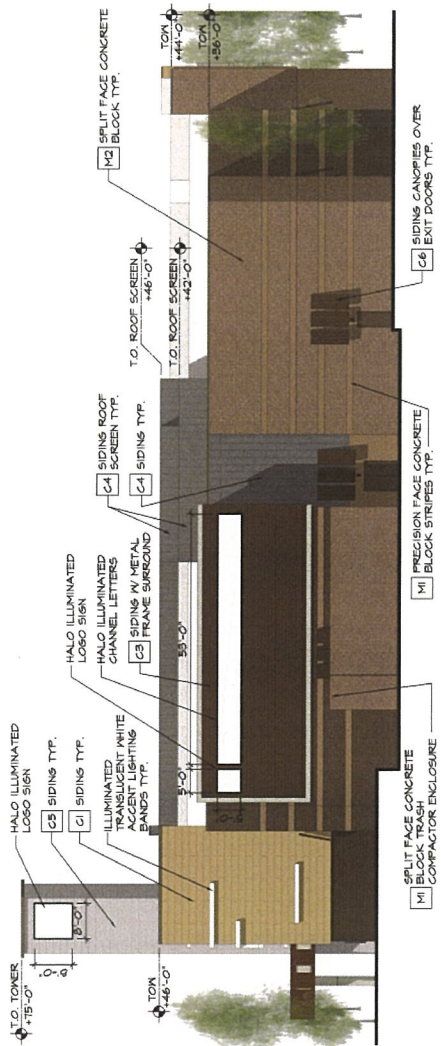 T.O. TOWER
+75'-0"
HALO ILLUMINATED
LOGO SIGN
C5 SIDING TYP.
C1 SIDING TYP.
ILLUMINATED
TRANSLUCENT WHITE
ACCENT LIGHTING
BANDS TYP.
HALO ILLUMINATED
LOGO SIGN
HALO ILLUMINATED
CHANNEL LETTERS
C3 SIDING W/ METAL
FRAME SURROUND
C4 SIDING ROOF
SCREEN TYP.
C4 SIDING TYP.
T.O. ROOF SCREEN
+46'-0"
T.O. ROOF SCREEN
+42'-0"
M2 SPLIT FACE CONCRETE
BLOCK TYP.
TOW
+44'-0"
TOW
+36'-0"
8'-0"
TOW
+46'-0"
5'-0"
53'-0"
M1 SPLIT FACE CONCRETE
BLOCK TRASH
COMPACTOR ENCLOSURE
M1 PRECISION FACE CONCRETE
BLOCK STRIPES TYP.
C6 SIDING CANOPIES OVER
EXIT DOORS TYP.